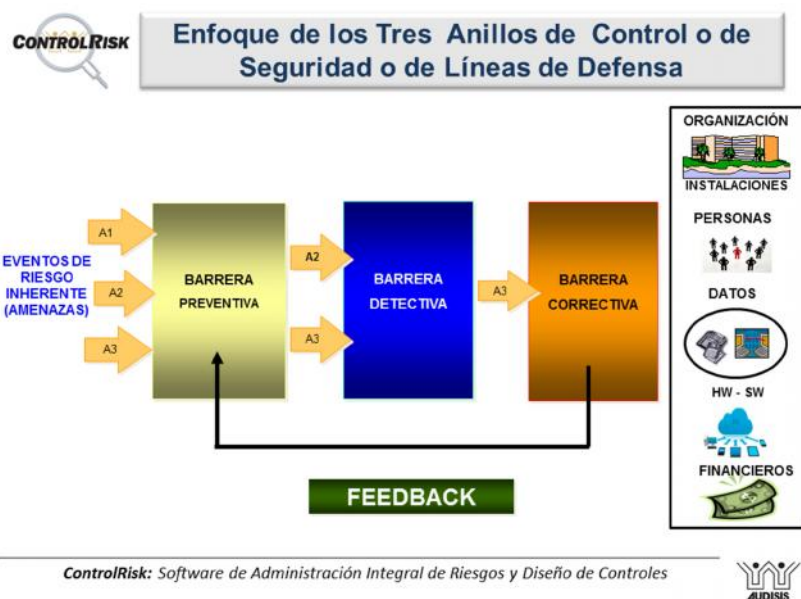 CONTROLRISK
Enfoque de los Tres Anillos de Control o de
Seguridad o de Líneas de Defensa
EVENTOS DE
RIESGO
INHERENTE
(AMENAZAS)
A1
A2
A3
BARRERA
PREVENTIVA
A2
A3
BARRERA
DETECTIVA
A3
BARRERA
CORRECTIVA
FEEDBACK
ORGANIZACIÓN
INSTALACIONES
PERSONAS
DATOS
HW - SW
FINANCIEROS
ControlRisk: Software de Administración Integral de Riesgos y Diseño de Controles
AUDISIS